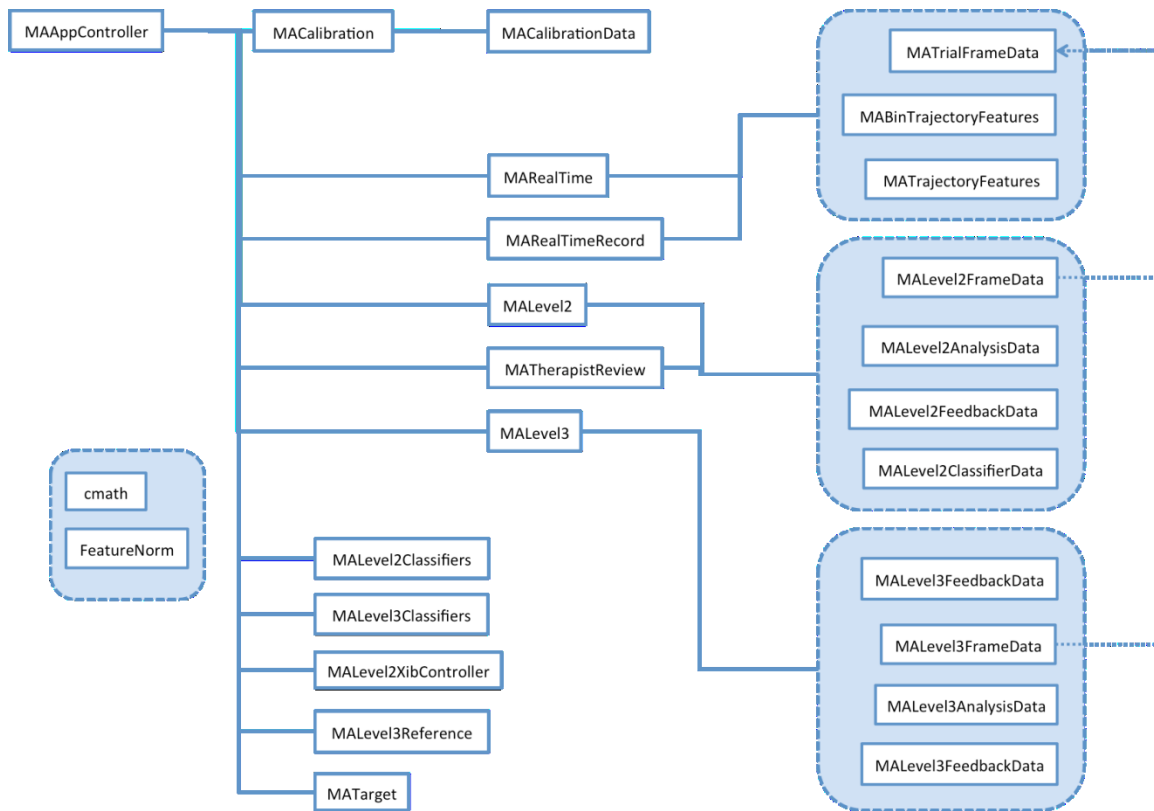 MAAppController
MACalibration
MACalibrationData
MATrialFrameData
MABinTrajectoryFeatures
MATrajectoryFeatures
MARealTime
MARealTimeRecord
MALevel2
MATherapistReview
MALevel3
MALevel2FrameData
MALevel2AnalysisData
MALevel2FeedbackData
MALevel2ClassifierData
cmath
FeatureNorm
MALevel2Classifiers
MALevel3Classifiers
MALevel2XibController
MALevel3Reference
MATarget
MALevel3FeedbackData
MALevel3FrameData
MALevel3AnalysisData
MALevel3FeedbackData